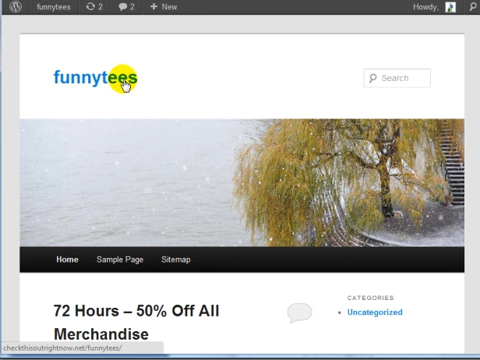 funnytees 2 2 + New Howdy,
funnytees
Search
Home Sample Page Sitemap
72 Hours – 50% Off All
Merchandise
CATEGORIES
Uncategorized
checkthisoutrightnow.net/funnytees/